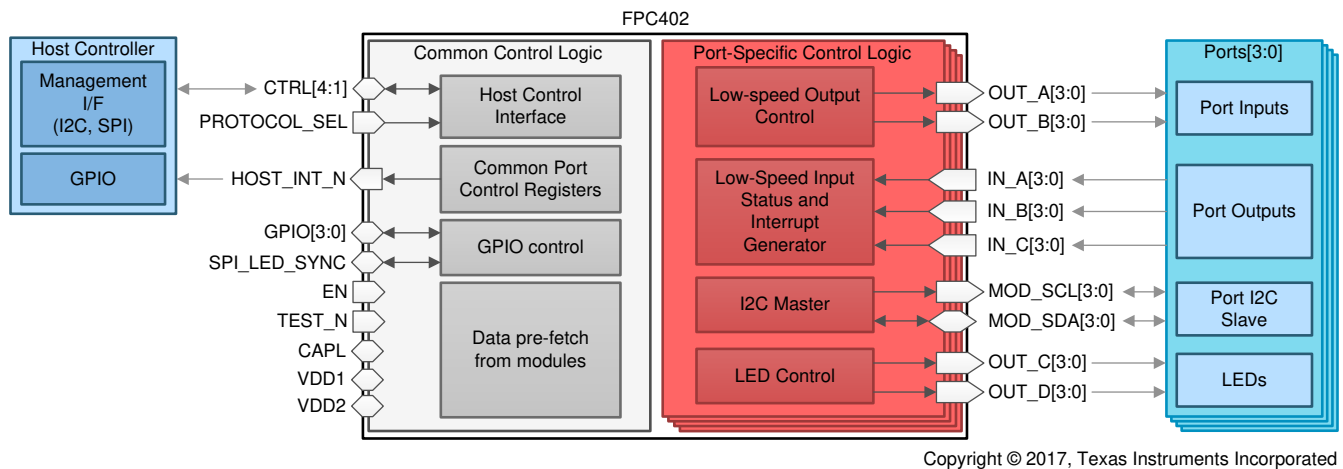 FPC402
Host Controller
Management
I/F
(I2C, SPI)
GPIO
CTRL[4:1]
PROTOCOL_SEL
HOST_INT_N
GPIO[3:0]
SPI_LED_SYNC
EN
TEST_N
CAPL
VDD1
VDD2
Common Control Logic
Host Control
Interface
Common Port
Control Registers
GPIO control
Data pre-fetch
from modules
Port-Specific Control Logic
Low-speed Output
Control
Low-Speed Input
Status and
Interrupt
Generator
I2C Master
LED Control
OUT_A[3:0]
OUT_B[3:0]
IN_A[3:0]
IN_B[3:0]
IN_C[3:0]
MOD_SCL[3:0]
MOD_SDA[3:0]
OUT_C[3:0]
OUT_D[3:0]
Ports[3:0]
Port Inputs
Port Outputs
Port I2C
Slave
LEDs
Copyright © 2017, Texas Instruments Incorporated